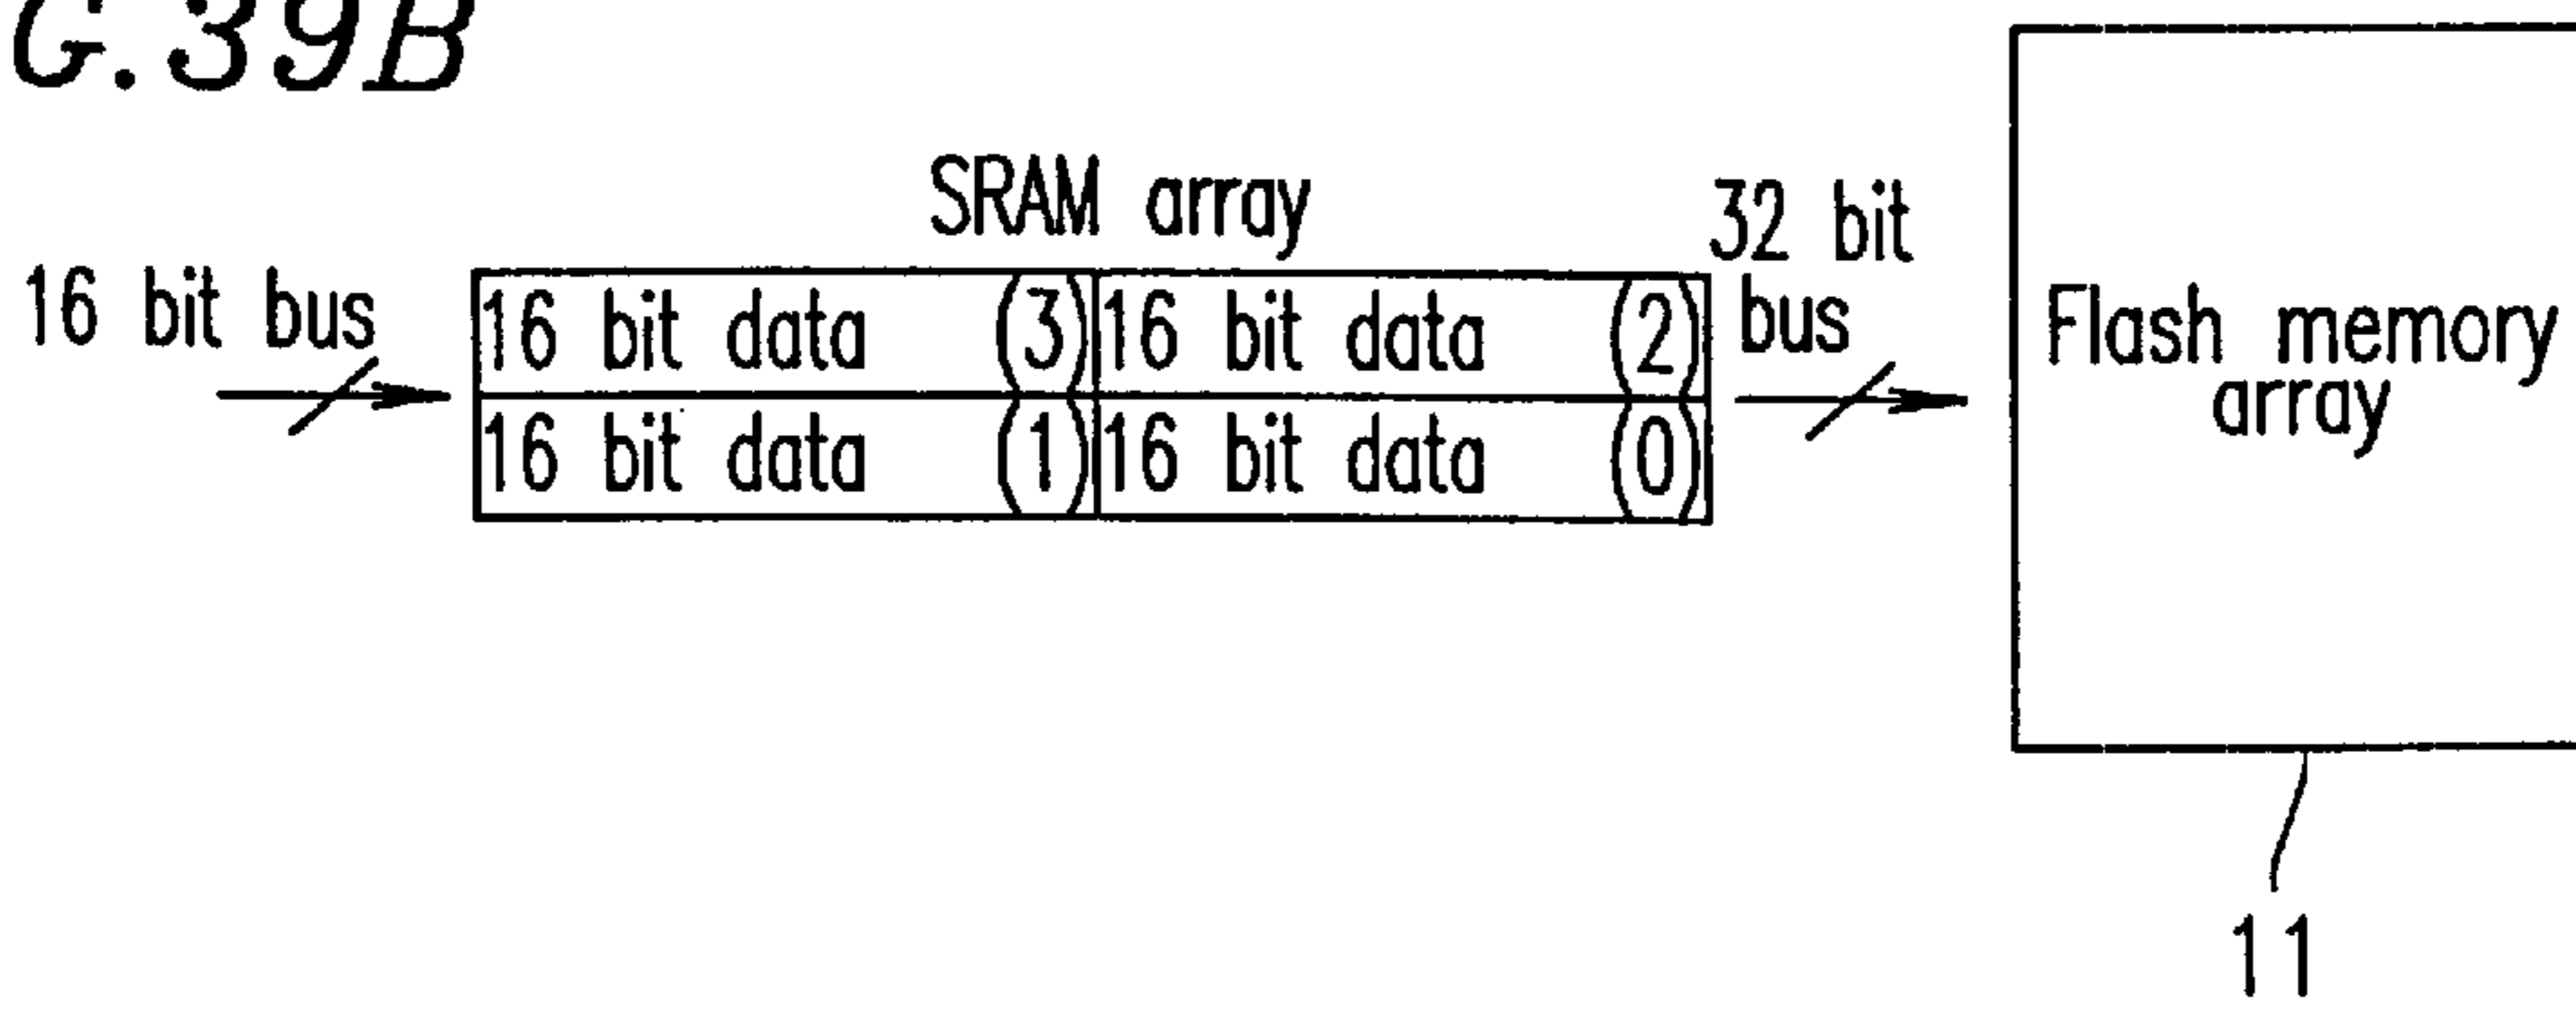 G.39B
SRAM array
16 bit bus
16 bit data (3) 16 bit data (2)
16 bit data (1) 16 bit data (0)
32 bit
bus
Flash memory
array
11